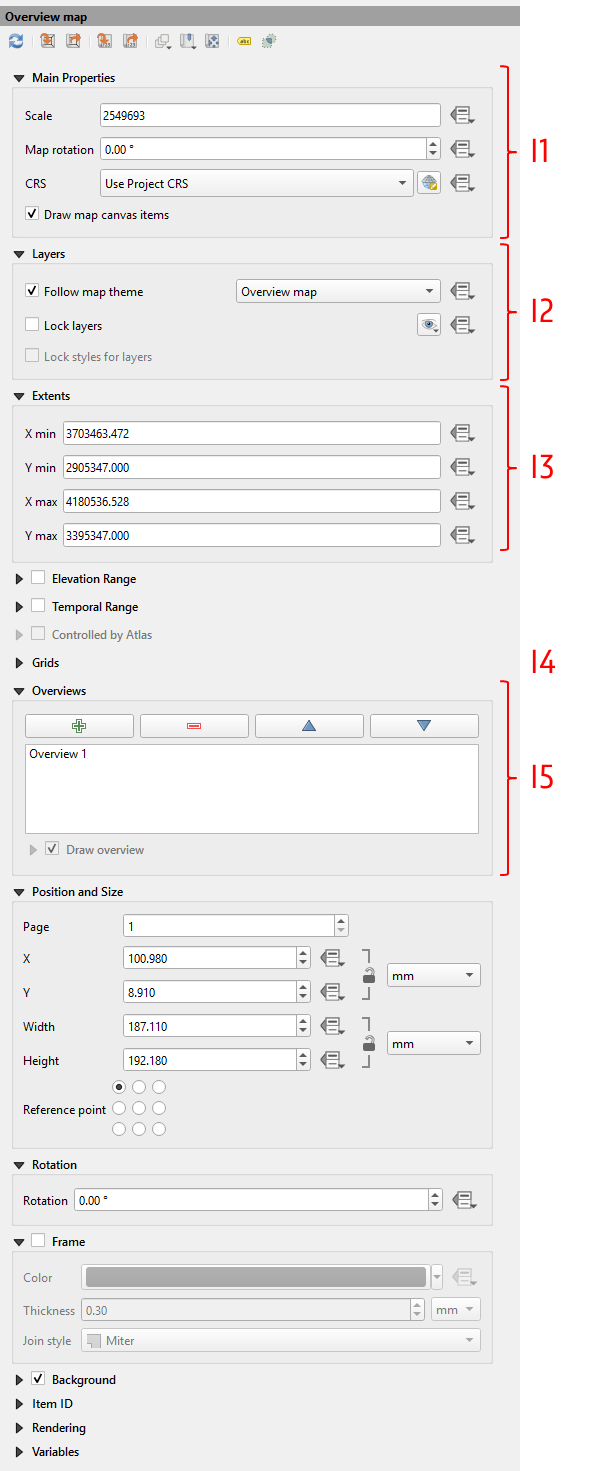 Overview map
abc
Main Properties
Scale 2549693
Map rotation 0.00 °
CRS Use Project CRS
Draw map canvas items
I1
Layers
Follow map theme Overview map
Lock layers
Lock styles for layers
I2
Extents
X min 3703463.472
Y min 2905347.000
X max 4180536.528
Y max 3395347.000
I3
Elevation Range
Temporal Range
Controlled by Atlas
Grids
I4
Overviews
Overview 1
Draw overview
I5
Position and Size
Page 1
X 100.980
mm
Y 8.910
Width 187.110
mm
Height 192.180
Reference point
Rotation
Rotation 0.00 °
Frame
Color
Thickness 0.30 mm
Join style Miter
Background
Item ID
Rendering
Variables